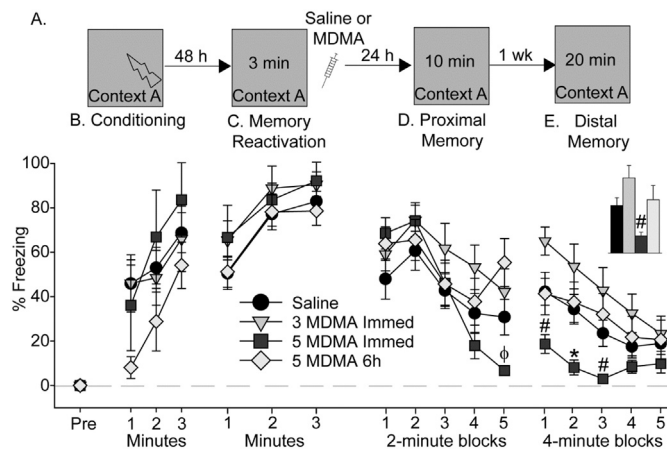 A.
Saline or
MDMA
48 h
3 min
24 h
10 min
1 wk
20 min
Context A
Context A
Context A
Context A
B. Conditioning
C. Memory
Reactivation
D. Proximal
Memory
E. Distal
Memory
% Freezing
100
80
60
40
20
0
Saline
3 MDMA Immed
5 MDMA Immed
5 MDMA 6h
ϕ
#
*
#
#
Pre
1 2 3
1 2 3
1 2 3 4 5
1 2 3 4 5
Minutes
Minutes
2-minute blocks
4-minute blocks